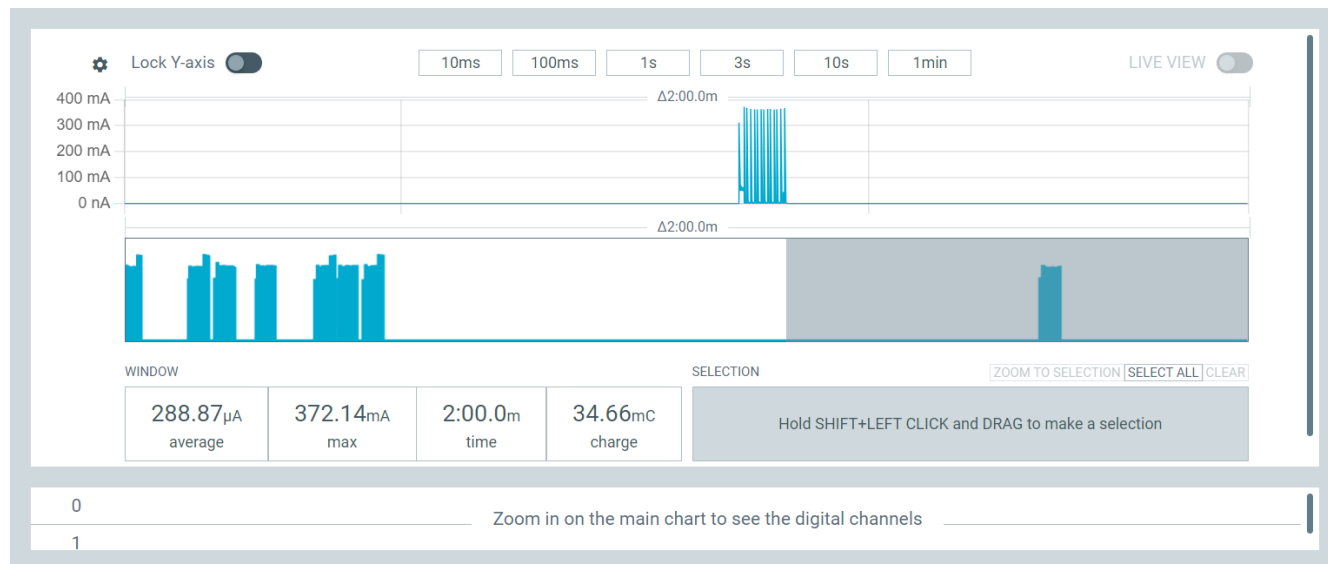 Lock Y-axis 10ms 100ms 1s 3s 10s 1min LIVE VIEW
Δ2:00.0m
400 mA
300 mA
200 mA
100 mA
0 nA
Δ2:00.0m
WINDOW SELECTION ZOOM TO SELECTION SELECT ALL CLEAR
288.87μA 372.14mA 2:00.0m 34.66mC
average max time charge
Hold SHIFT+LEFT CLICK and DRAG to make a selection
0
Zoom in on the main chart to see the digital channels
1